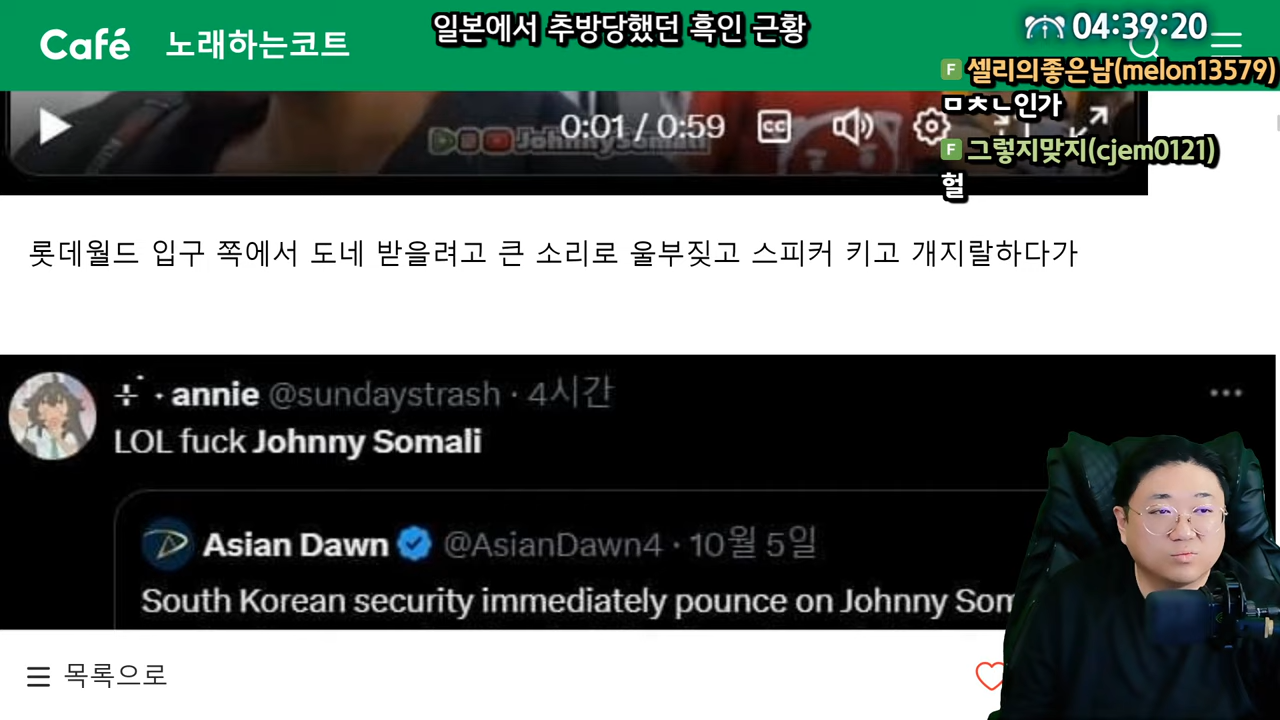 Café 노래하는코트
일본에서 추방당했던 흑인 근황
04:39:20
F 셀리의좋은남(melon13579)
ㅁㅊㄴ인가
F 그렇지맞지(cjem0121)
헐
0:01 / 0:59
CC
JohnnySomali
롯데월드 입구 쪽에서 도네 받을려고 큰 소리로 울부짖고 스피커 키고 개지랄하다가
annie @sundaystrash · 4시간
LOL fuck Johnny Somali
Asian Dawn @AsianDawn4 · 10월 5일
South Korean security immediately pounce on Johnny Som
목록으로